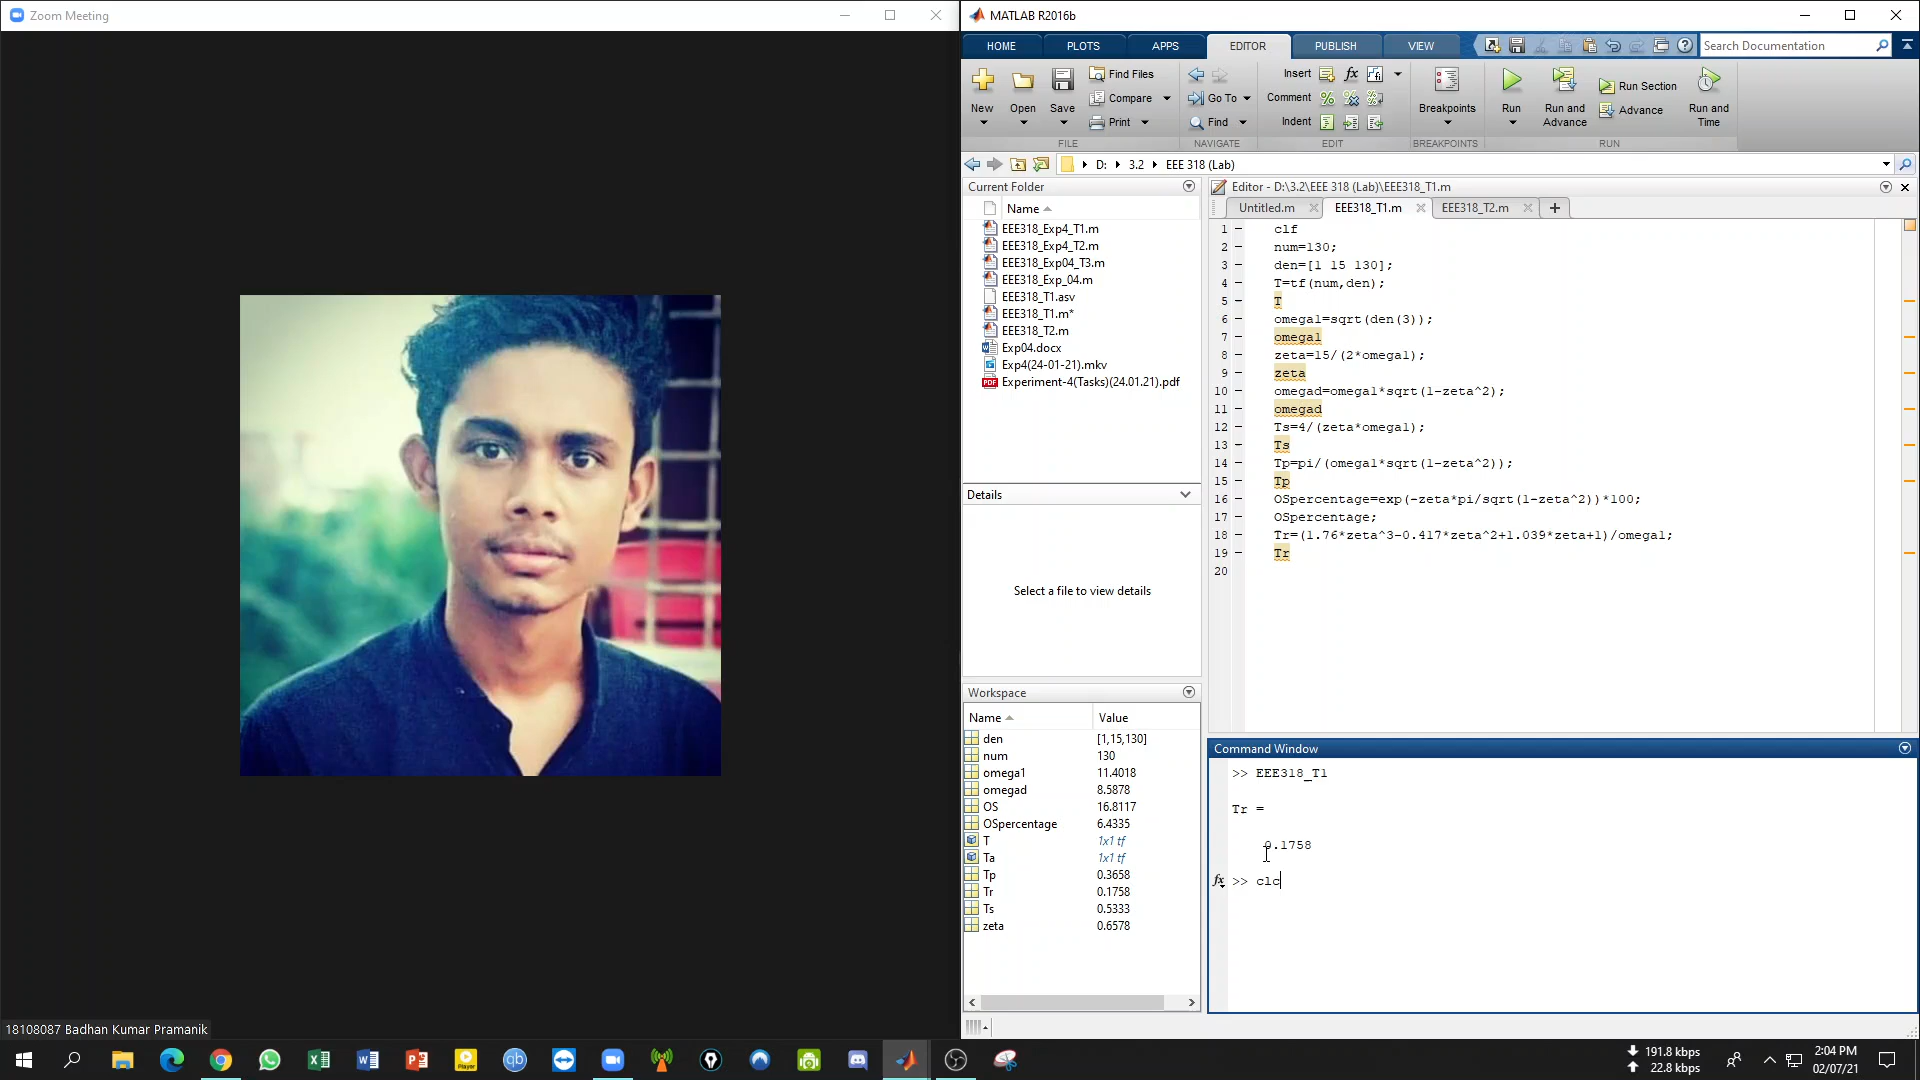 Zoom Meeting
18108087 Badhan Kumar Pramanik
MATLAB R2016b
HOME PLOTS APPS EDITOR PUBLISH VIEW
Search Documentation
New Open Save
Find Files
Compare
Print
Go To
Find
Insert
Comment
Indent
fx
Breakpoints
Run
Run and Advance
Run Section
Advance
Run and Time
FILE NAVIGATE EDIT BREAKPOINTS RUN
D: 3.2 EEE 318 (Lab)
Current Folder
Name
EEE318_Exp4_T1.m
EEE318_Exp4_T2.m
EEE318_Exp04_T3.m
EEE318_Exp_04.m
EEE318_T1.asv
EEE318_T1.m*
EEE318_T2.m
Exp04.docx
Exp4(24-01-21).mkv
Experiment-4(Tasks)(24.01.21).pdf
Details
Select a file to view details
Workspace
Name Value
den [1,15,130]
num 130
omega1 11.4018
omegad 8.5878
OS 16.8117
OSpercentage 6.4335
T 1x1 tf
Ta 1x1 tf
Tp 0.3658
Tr 0.1758
Ts 0.5333
zeta 0.6578
Editor - D:\3.2\EEE 318 (Lab)\EEE318_T1.m
Untitled.m EEE318_T1.m EEE318_T2.m
1 clf
2 num=130;
3 den=[1 15 130];
4 T=tf(num,den);
5 T
6 omega1=sqrt(den(3));
7 omega1
8 zeta=15/(2*omega1);
9 zeta
10 omegad=omega1*sqrt(1-zeta^2);
11 omegad
12 Ts=4/(zeta*omega1);
13 Ts
14 Tp=pi/(omega1*sqrt(1-zeta^2));
15 Tp
16 OSpercentage=exp(-zeta*pi/sqrt(1-zeta^2))*100;
17 OSpercentage;
18 Tr=(1.76*zeta^3-0.417*zeta^2+1.039*zeta+1)/omega1;
19 Tr
20
Command Window
>> EEE318_T1
Tr =
0.1758
fx >> clc
191.8 kbps
22.8 kbps
2:04 PM
02/07/21